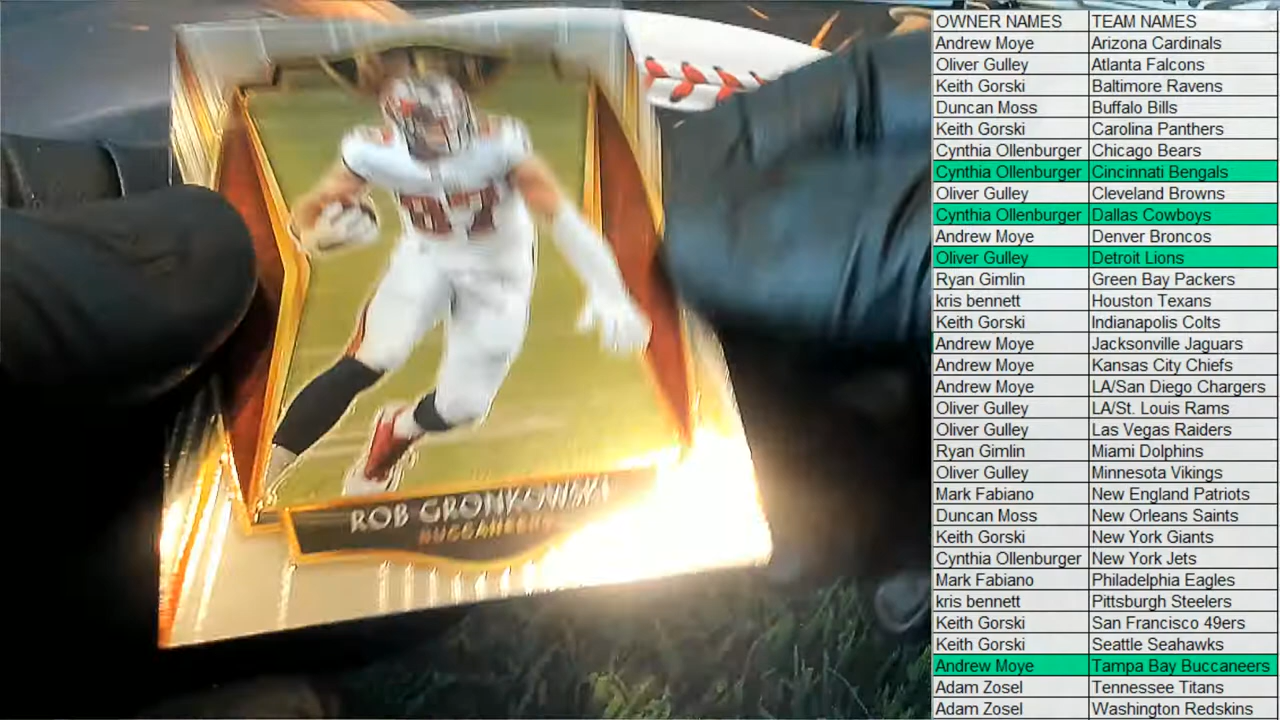 87
ROB GRONKOWSKI
BUCCANEERS
OWNER NAMES TEAM NAMES
Andrew Moye Arizona Cardinals
Oliver Gulley Atlanta Falcons
Keith Gorski Baltimore Ravens
Duncan Moss Buffalo Bills
Keith Gorski Carolina Panthers
Cynthia Ollenburger Chicago Bears
Cynthia Ollenburger Cincinnati Bengals
Oliver Gulley Cleveland Browns
Cynthia Ollenburger Dallas Cowboys
Andrew Moye Denver Broncos
Oliver Gulley Detroit Lions
Ryan Gimlin Green Bay Packers
kris bennett Houston Texans
Keith Gorski Indianapolis Colts
Andrew Moye Jacksonville Jaguars
Andrew Moye Kansas City Chiefs
Andrew Moye LA/San Diego Chargers
Oliver Gulley LA/St. Louis Rams
Oliver Gulley Las Vegas Raiders
Ryan Gimlin Miami Dolphins
Oliver Gulley Minnesota Vikings
Mark Fabiano New England Patriots
Duncan Moss New Orleans Saints
Keith Gorski New York Giants
Cynthia Ollenburger New York Jets
Mark Fabiano Philadelphia Eagles
kris bennett Pittsburgh Steelers
Keith Gorski San Francisco 49ers
Keith Gorski Seattle Seahawks
Andrew Moye Tampa Bay Buccaneers
Adam Zosel Tennessee Titans
Adam Zosel Washington Redskins